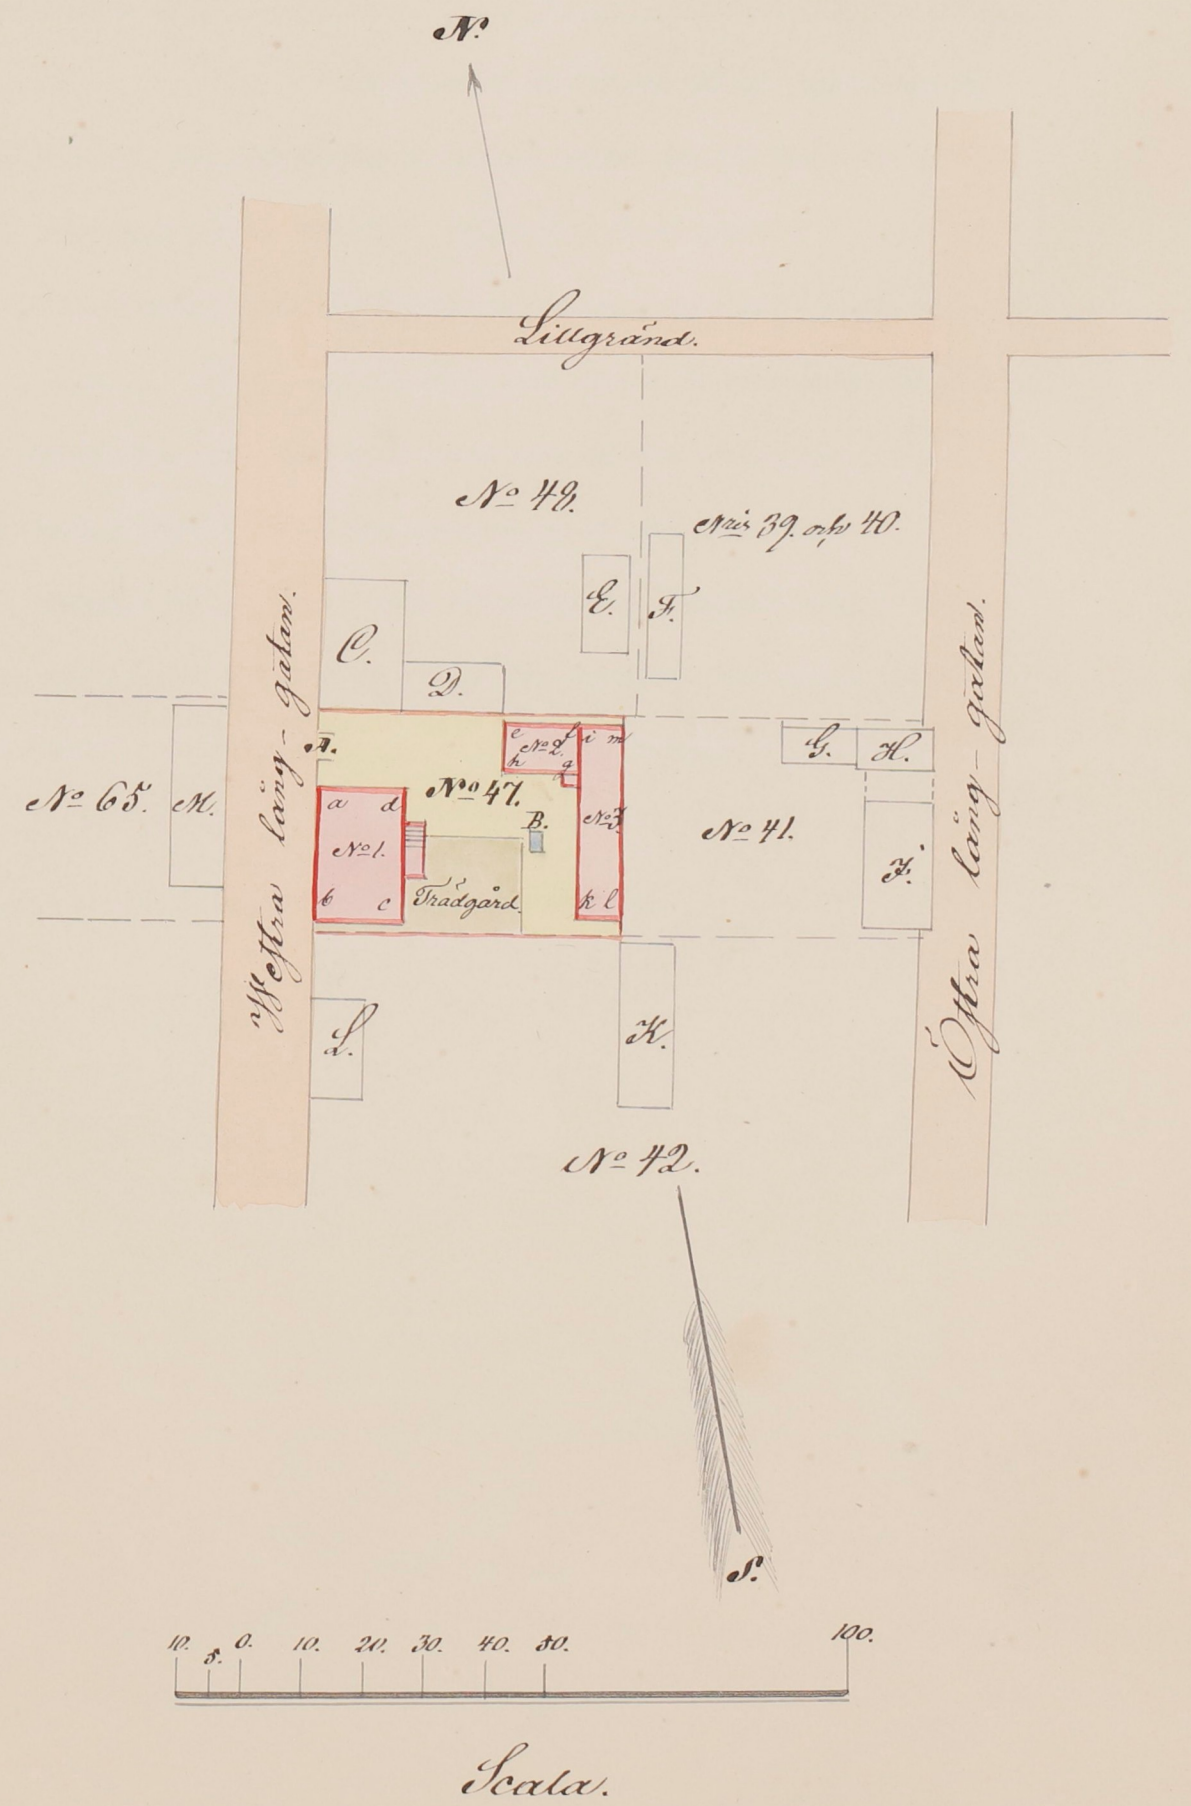 N.
Lillgränd.
No 48.
Nris 39. och 40.
E.
F.
C.
D.
Westra lång-gatan.
Östra lång-gatan.
A.
e f
No 2.
h g
i m
G. H.
No 65. M.
No 47.
a d
B.
No 3.
No 41.
No 1.
J.
b c
Trädgård.
k l
L.
K.
No 42.
S.
10. 5. 0. 10. 20. 30. 40. 50. 100.
Scala.